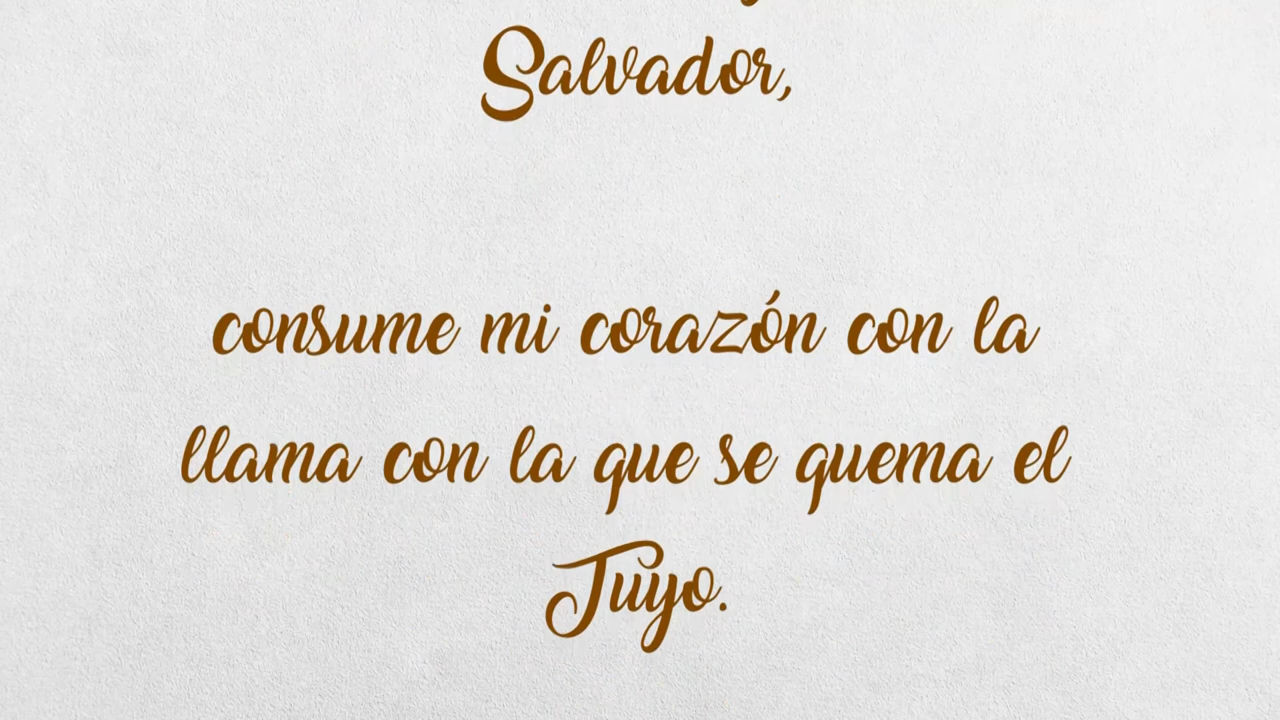 Salvador,
consume mi corazón con la
llama con la que se quema el
Tuyo.